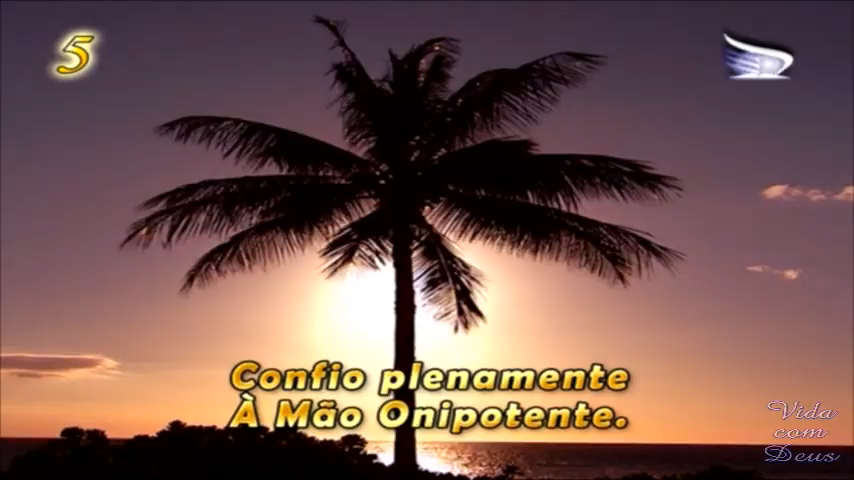 5
Confio plenamente
À Mão Onipotente.
Vida
com
Deus